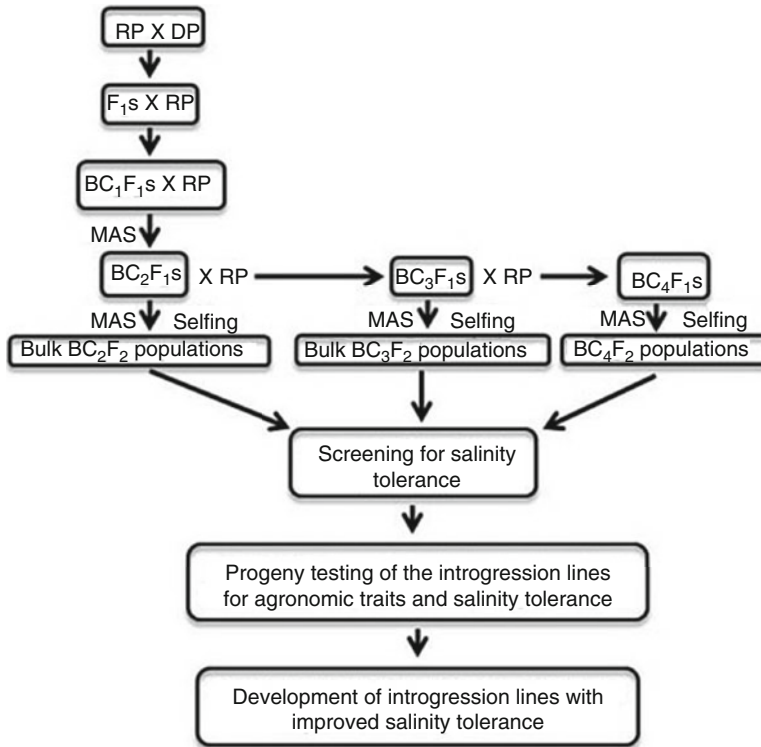 RP X DP
F₁s X RP
BC₁F₁s X RP
MAS
BC₂F₁s X RP BC₃F₁s X RP BC₄F₁s
MAS Selfing MAS Selfing MAS Selfing
Bulk BC₂F₂ populations Bulk BC₃F₂ populations BC₄F₂ populations
Screening for salinity
tolerance
Progeny testing of the introgression lines
for agronomic traits and salinity tolerance
Development of introgression lines with
improved salinity tolerance